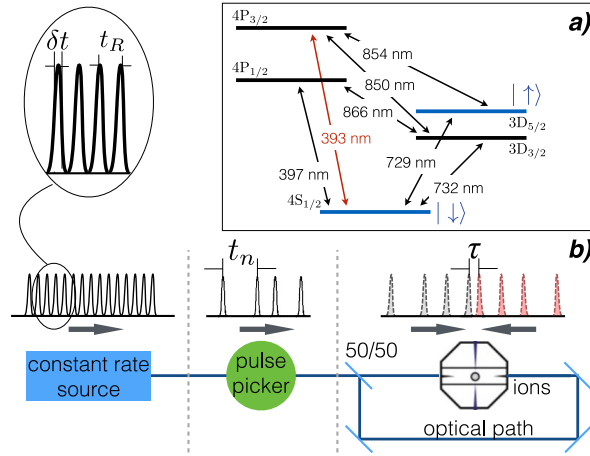 δt t_R
a)
4P_{3/2}
854 nm
4P_{1/2}
850 nm
| ↑⟩
866 nm
3D_{5/2}
393 nm
3D_{3/2}
729 nm
397 nm
732 nm
4S_{1/2}
| ↓⟩
b)
t_n
τ
50/50
constant rate
source
pulse
picker
ions
optical path